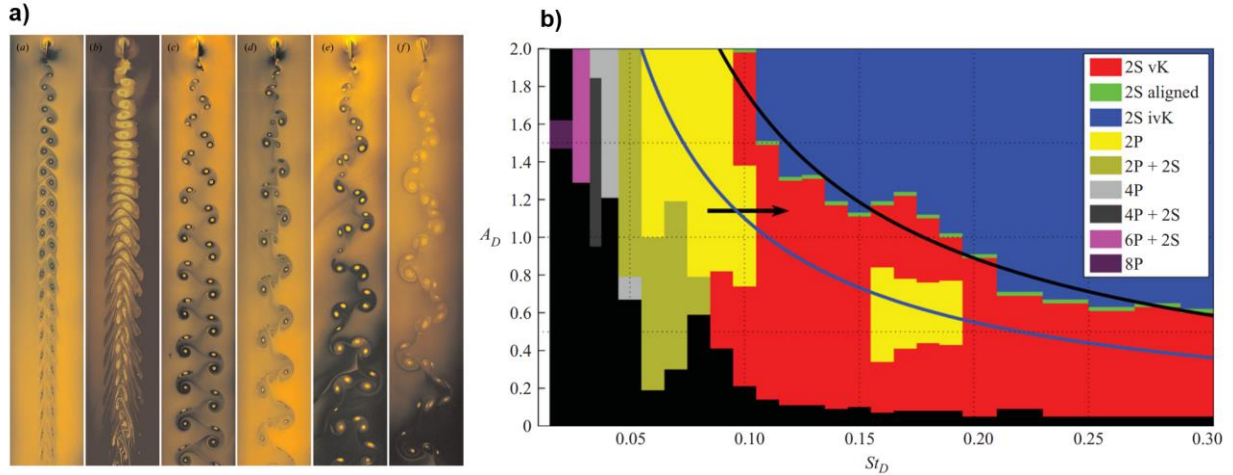 a)
(a) (b) (c) (d) (e) (f)
b)
2.0
1.8
1.6
1.4
1.2
A_D 1.0
0.8
0.6
0.4
0.2
0
0.05 0.10 0.15 0.20 0.25 0.30
St_D
2S vK
2S aligned
2S ivK
2P
2P + 2S
4P
4P + 2S
6P + 2S
8P